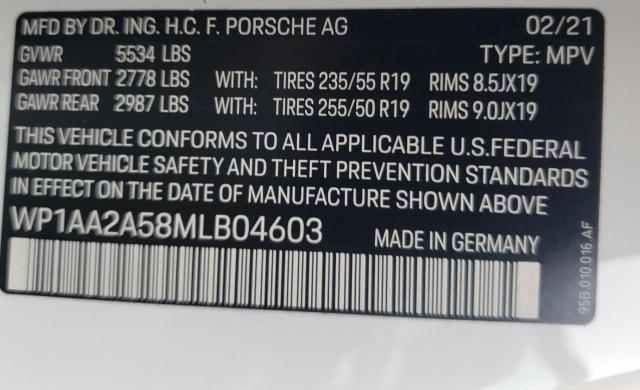 MFD BY DR. ING. H.C. F. PORSCHE AG 02/21
GVWR 5534 LBS TYPE: MPV
GAWR FRONT 2778 LBS WITH: TIRES 235/55 R19 RIMS 8.5JX19
GAWR REAR 2987 LBS WITH: TIRES 255/50 R19 RIMS 9.0JX19
THIS VEHICLE CONFORMS TO ALL APPLICABLE U.S.FEDERAL
MOTOR VEHICLE SAFETY AND THEFT PREVENTION STANDARDS
IN EFFECT ON THE DATE OF MANUFACTURE SHOWN ABOVE
WP1AA2A58MLB04603 MADE IN GERMANY
95B.010.016.AF